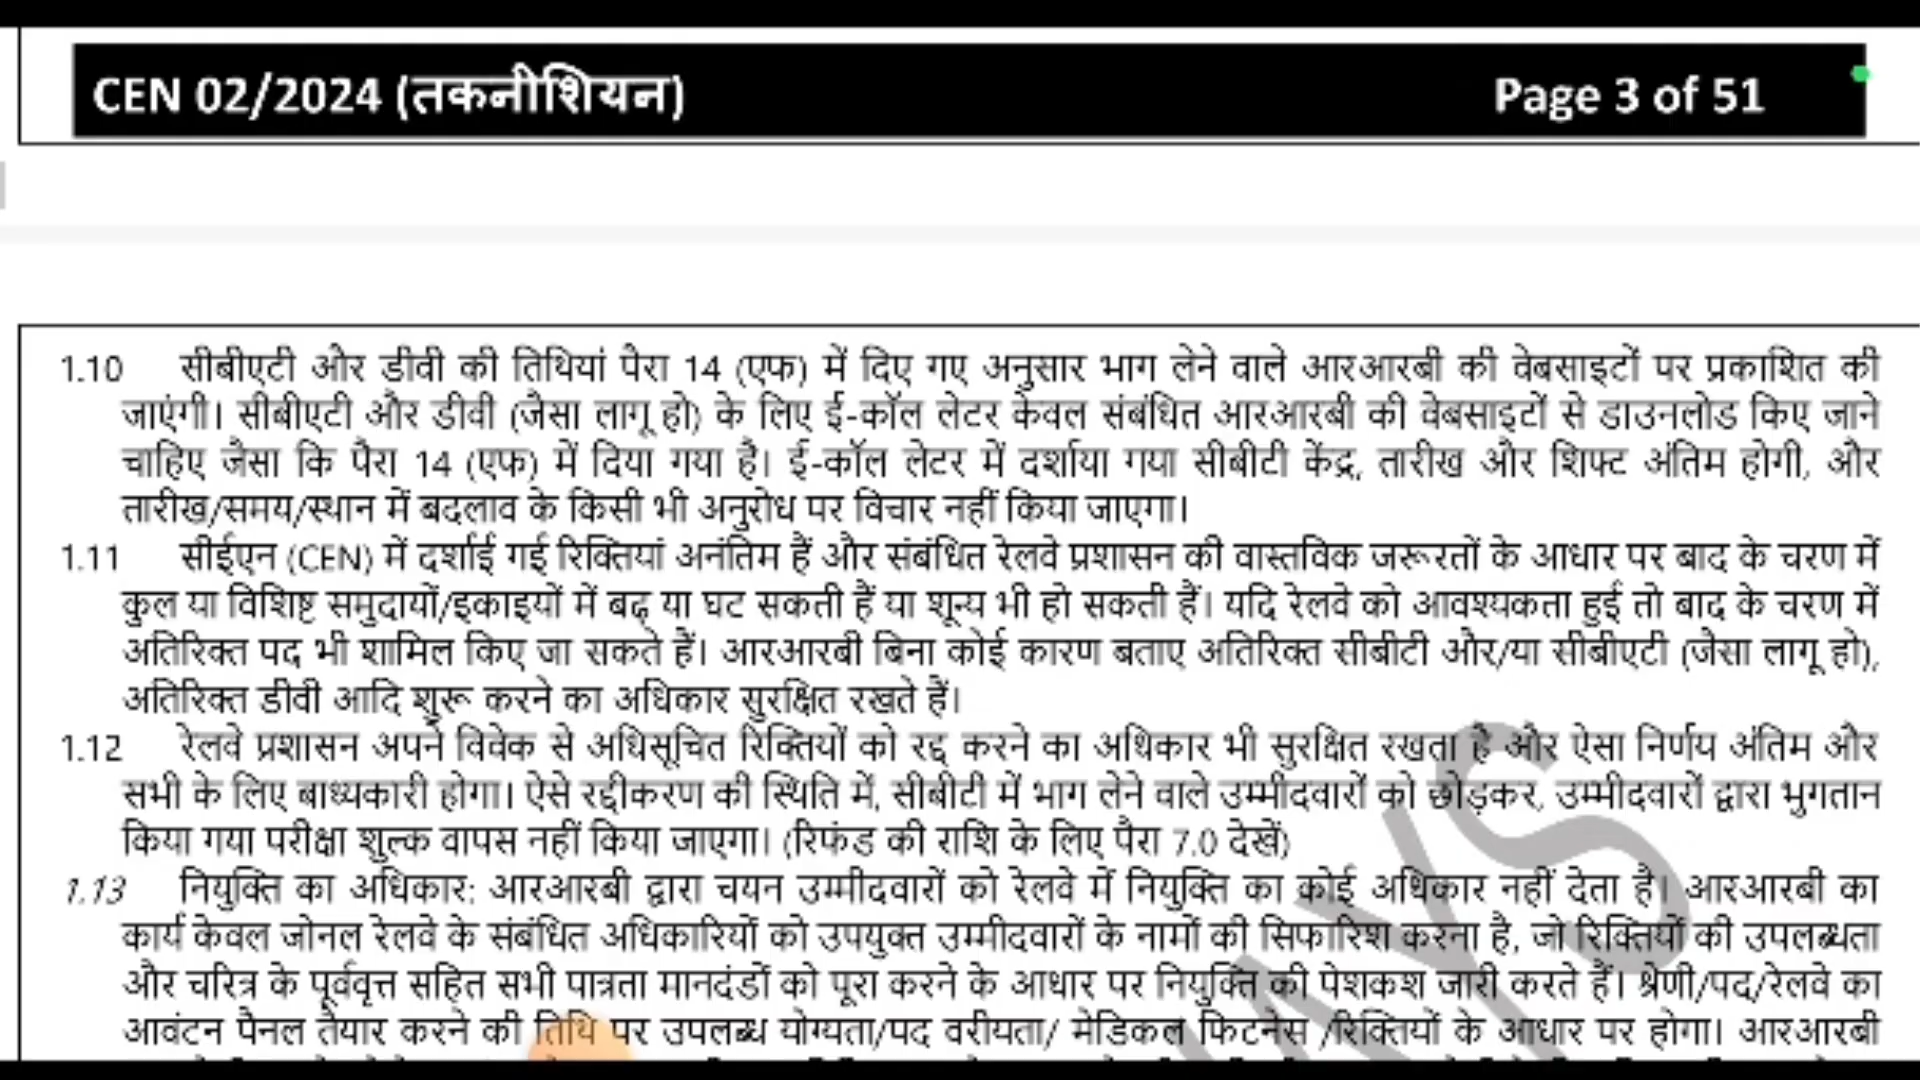 CEN 02/2024 (तकनीशियन) Page 3 of 51
1.10 सीबीएटी और डीवी की तिथियां पैरा 14 (एफ) में दिए गए अनुसार भाग लेने वाले आरआरबी की वेबसाइटों पर प्रकाशित की
जाएंगी। सीबीएटी और डीवी (जैसा लागू हो) के लिए ई-कॉल लेटर केवल संबंधित आरआरबी की वेबसाइटों से डाउनलोड किए जाने
चाहिए जैसा कि पैरा 14 (एफ) में दिया गया है। ई-कॉल लेटर में दर्शाया गया सीबीटी केंद्र, तारीख और शिफ्ट अंतिम होगी, और
तारीख/समय/स्थान में बदलाव के किसी भी अनुरोध पर विचार नहीं किया जाएगा।
1.11 सीईएन (CEN) में दर्शाई गई रिक्तियां अनंतिम हैं और संबंधित रेलवे प्रशासन की वास्तविक जरूरतों के आधार पर बाद के चरण में
कुल या विशिष्ट समुदायों/इकाइयों में बढ़ या घट सकती हैं या शून्य भी हो सकती हैं। यदि रेलवे को आवश्यकता हुई तो बाद के चरण में
अतिरिक्त पद भी शामिल किए जा सकते हैं। आरआरबी बिना कोई कारण बताए अतिरिक्त सीबीटी और/या सीबीएटी (जैसा लागू हो),
अतिरिक्त डीवी आदि शुरू करने का अधिकार सुरक्षित रखते हैं।
1.12 रेलवे प्रशासन अपने विवेक से अधिसूचित रिक्तियों को रद्द करने का अधिकार भी सुरक्षित रखता है और ऐसा निर्णय अंतिम और
सभी के लिए बाध्यकारी होगा। ऐसे रद्दीकरण की स्थिति में, सीबीटी में भाग लेने वाले उम्मीदवारों को छोड़कर, उम्मीदवारों द्वारा भुगतान
किया गया परीक्षा शुल्क वापस नहीं किया जाएगा। (रिफंड की राशि के लिए पैरा 7.0 देखें)
1.13 नियुक्ति का अधिकार: आरआरबी द्वारा चयन उम्मीदवारों को रेलवे में नियुक्ति का कोई अधिकार नहीं देता है। आरआरबी का
कार्य केवल जोनल रेलवे के संबंधित अधिकारियों को उपयुक्त उम्मीदवारों के नामों की सिफारिश करना है, जो रिक्तियों की उपलब्धता
और चरित्र के पूर्ववृत्त सहित सभी पात्रता मानदंडों को पूरा करने के आधार पर नियुक्ति की पेशकश जारी करते हैं। श्रेणी/पद/रेलवे का
आवंटन पैनल तैयार करने की तिथि पर उपलब्ध योग्यता/पद वरीयता/ मेडिकल फिटनेस /रिक्तियों के आधार पर होगा। आरआरबी